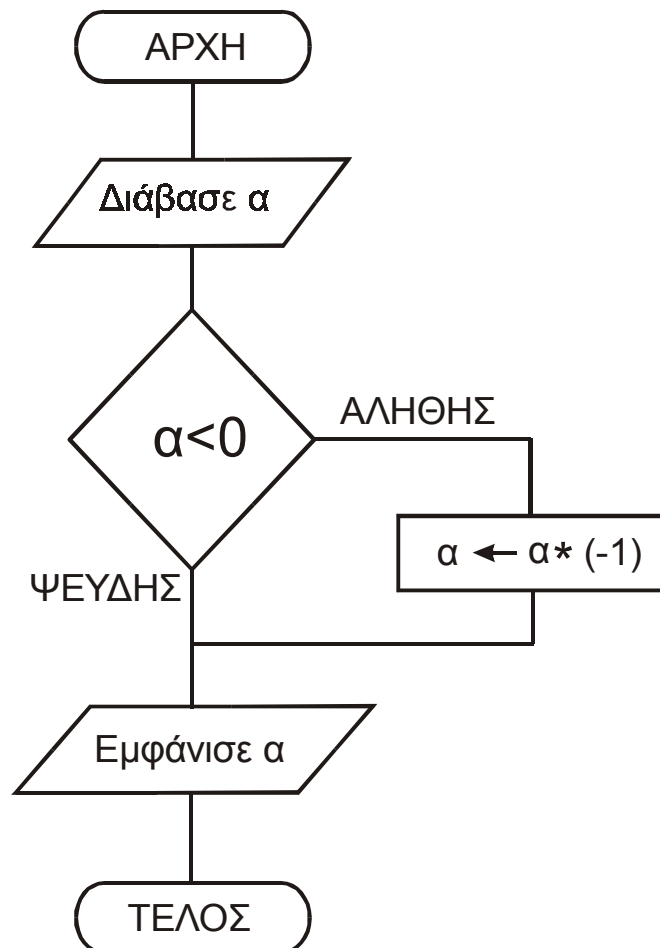 ΑΡΧΗ
Διάβασε α
α<0
ΑΛΗΘΗΣ
α ← α* (-1)
ΨΕΥΔΗΣ
Εμφάνισε α
ΤΕΛΟΣ